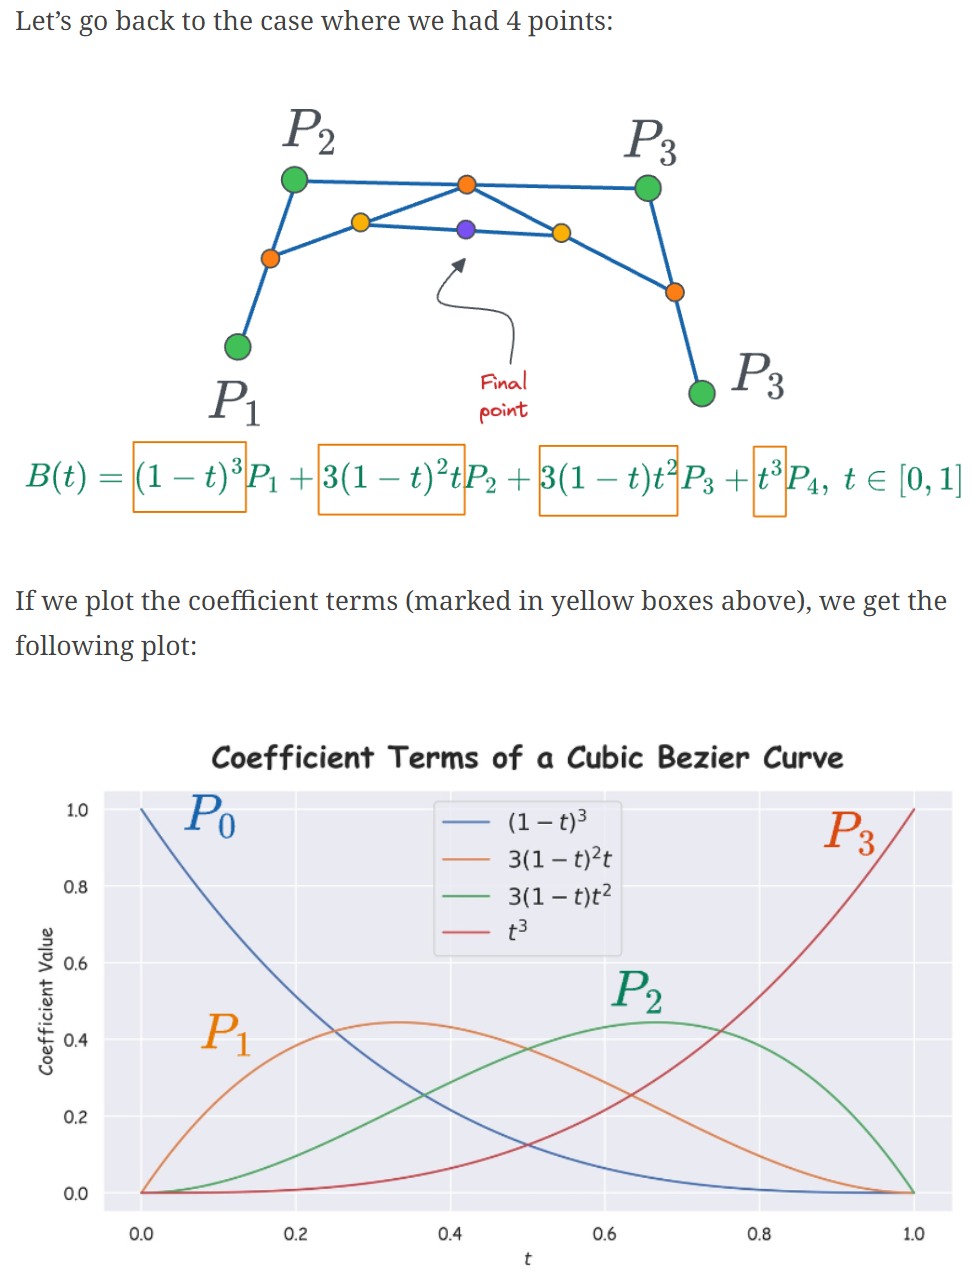 Let’s go back to the case where we had 4 points:
P₂
P₃
P₁
P₃
Final
point
B(t) = (1 − t)³P₁ + 3(1 − t)²tP₂ + 3(1 − t)t²P₃ + t³P₄, t ∈ [0, 1]
If we plot the coefficient terms (marked in yellow boxes above), we get the
following plot:
Coefficient Terms of a Cubic Bezier Curve
P₀
P₃
(1 − t)³
3(1 − t)²t
3(1 − t)t²
t³
P₂
P₁
Coefficient Value
1.0
0.8
0.6
0.4
0.2
0.0
0.0 0.2 0.4 0.6 0.8 1.0
t